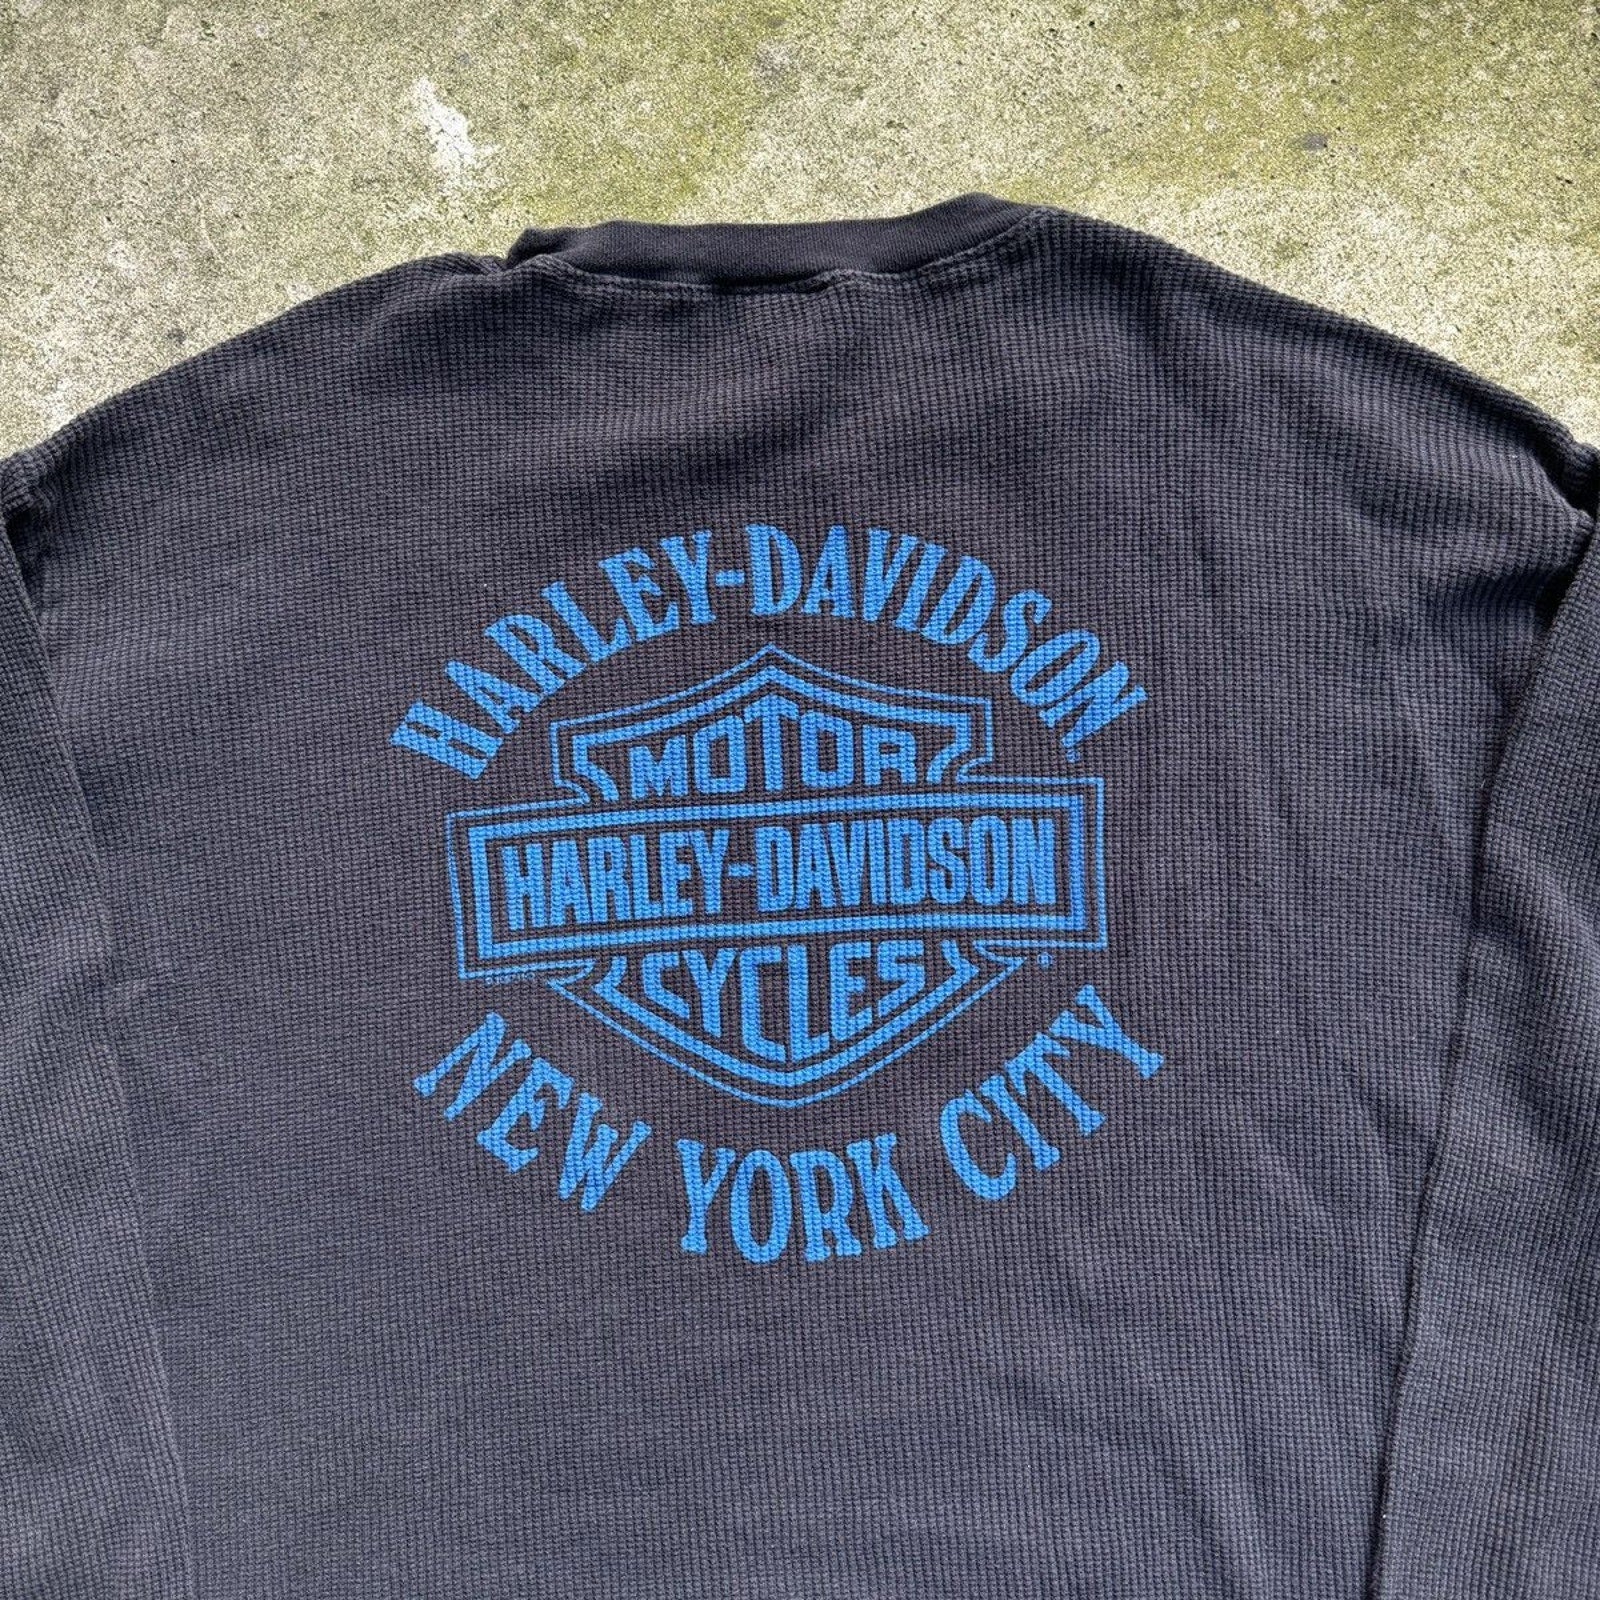 HARLEY-DAVIDSON
MOTOR
HARLEY-DAVIDSON
CYCLES
®
NEW YORK CITY